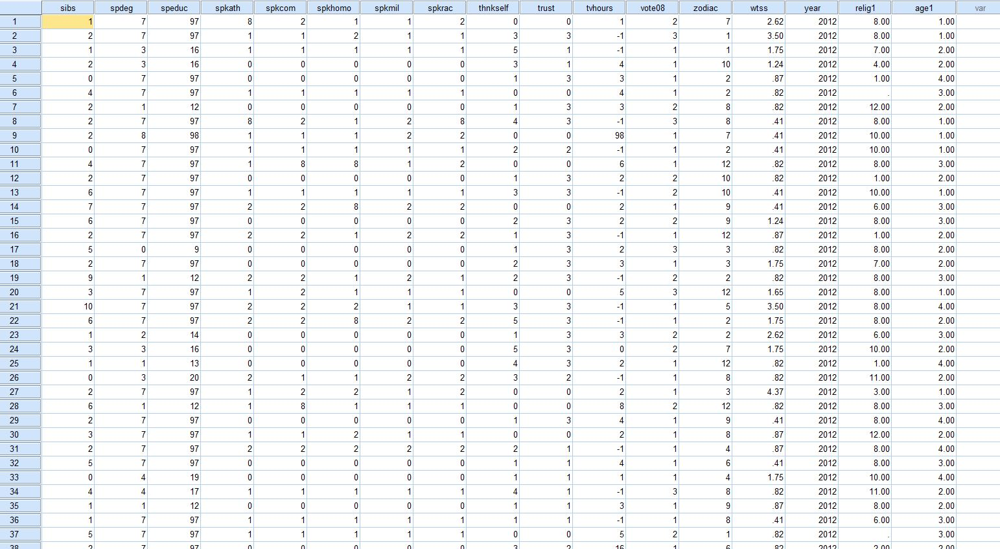 sibs spdeg speduc spkath spkcom spkhomo spkmil spkrac thnkself trust tvhours vote08 zodiac wtss year relig1 age1 var
1 1 7 97 8 2 1 1 2 0 0 1 2 7 2.62 2012 8.00 1.00
2 2 7 97 1 1 2 1 1 3 3 -1 3 1 3.50 2012 8.00 1.00
3 1 3 16 1 1 1 1 1 5 1 -1 1 1 1.75 2012 7.00 2.00
4 2 3 16 0 0 0 0 0 3 1 4 1 10 1.24 2012 4.00 2.00
5 0 7 97 0 0 0 0 0 1 3 3 1 2 .87 2012 1.00 4.00
6 4 7 97 1 1 1 1 1 0 0 4 1 2 .82 2012 . 3.00
7 2 1 12 0 0 0 0 0 1 3 3 2 8 .82 2012 12.00 2.00
8 2 7 97 8 2 1 2 8 4 3 -1 3 8 .41 2012 8.00 1.00
9 2 8 98 1 1 1 2 2 0 0 98 1 7 .41 2012 10.00 1.00
10 0 7 97 1 1 1 1 1 2 2 -1 1 2 .41 2012 10.00 1.00
11 4 7 97 1 8 8 1 2 0 0 6 1 12 .82 2012 8.00 3.00
12 2 7 97 0 0 0 0 0 1 3 2 2 10 .82 2012 1.00 2.00
13 6 7 97 1 1 1 1 1 3 3 -1 2 10 .41 2012 10.00 1.00
14 7 7 97 2 2 8 2 2 0 0 2 1 9 .41 2012 6.00 3.00
15 6 7 97 0 0 0 0 0 2 3 2 2 9 1.24 2012 8.00 3.00
16 2 7 97 2 2 1 2 2 1 3 -1 1 12 .87 2012 1.00 2.00
17 5 0 9 0 0 0 0 0 1 3 2 3 3 .82 2012 8.00 2.00
18 2 7 97 0 0 0 0 0 2 3 3 1 3 1.75 2012 7.00 2.00
19 9 1 12 2 2 1 2 1 2 3 -1 2 2 .82 2012 8.00 3.00
20 3 7 97 1 2 1 1 1 0 0 5 3 12 1.65 2012 8.00 1.00
21 10 7 97 2 2 2 1 1 3 3 -1 1 5 3.50 2012 8.00 4.00
22 6 7 97 2 2 8 2 2 5 3 -1 1 2 1.75 2012 8.00 2.00
23 1 2 14 0 0 0 0 0 1 3 3 2 2 2.62 2012 6.00 3.00
24 3 3 16 0 0 0 0 0 5 3 0 2 7 1.75 2012 10.00 2.00
25 1 1 13 0 0 0 0 0 4 3 2 1 12 .82 2012 1.00 4.00
26 0 3 20 2 1 1 2 2 3 2 -1 1 8 .82 2012 11.00 2.00
27 2 7 97 1 2 2 1 2 0 0 2 1 3 4.37 2012 3.00 1.00
28 6 1 12 1 8 1 1 1 0 0 8 2 12 .82 2012 8.00 3.00
29 2 7 97 0 0 0 0 0 1 3 4 1 9 .41 2012 8.00 4.00
30 3 7 97 1 1 2 1 1 0 0 2 1 8 .87 2012 12.00 2.00
31 2 7 97 2 2 2 2 2 2 1 -1 1 4 .87 2012 8.00 4.00
32 5 7 97 0 0 0 0 0 1 1 4 1 6 .41 2012 8.00 3.00
33 0 4 19 0 0 0 0 0 1 1 1 1 4 1.75 2012 10.00 4.00
34 4 4 17 1 1 1 1 1 4 1 -1 3 8 .82 2012 11.00 2.00
35 1 1 12 0 0 0 0 0 1 1 3 1 9 .87 2012 8.00 2.00
36 1 7 97 1 1 1 1 1 1 1 -1 1 8 .41 2012 6.00 3.00
37 5 7 97 1 1 1 1 1 0 0 5 2 1 .82 2012 . 3.00
38 2 7 97 0 0 0 0 0 3 2 16 1 6 .82 2012 2.00 2.00